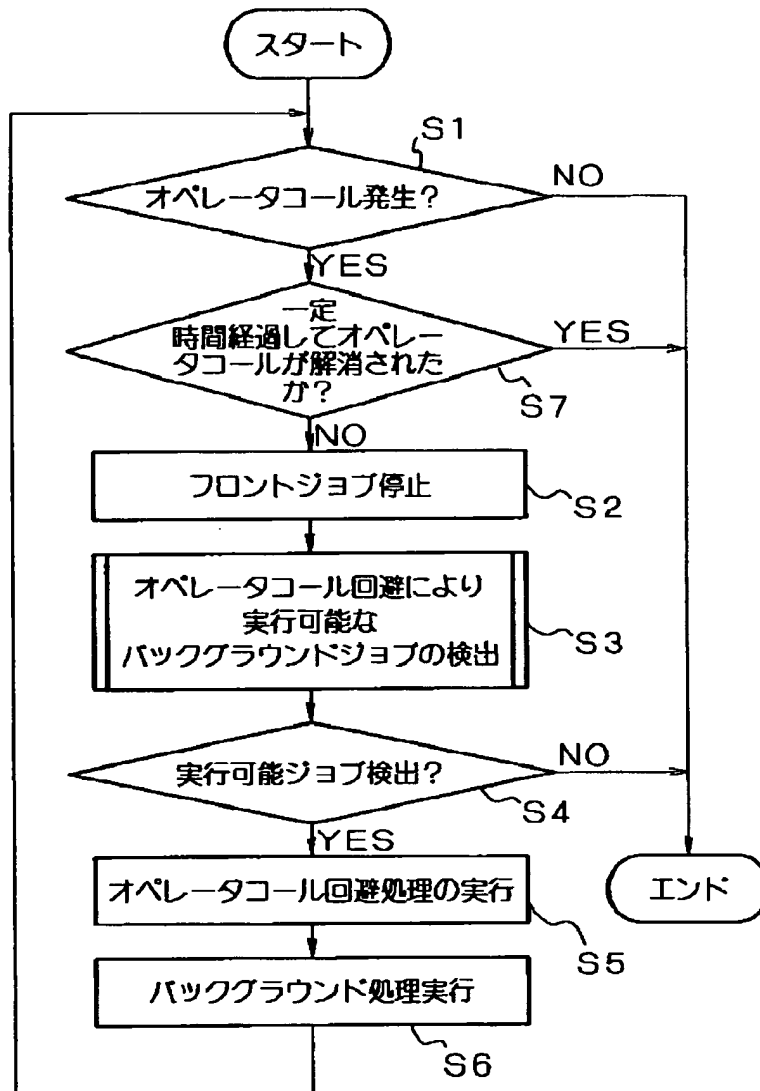 スタート
S1
オペレータコール発生?
NO
YES
一定
時間経過してオペレー
タコールが解消された
か?
YES
S7
NO
フロントジョブ停止
S2
オペレータコール回避により
実行可能な
バックグラウンドジョブの検出
S3
実行可能ジョブ検出?
NO
S4
YES
オペレータコール回避処理の実行
エンド
S5
バックグラウンド処理実行
S6